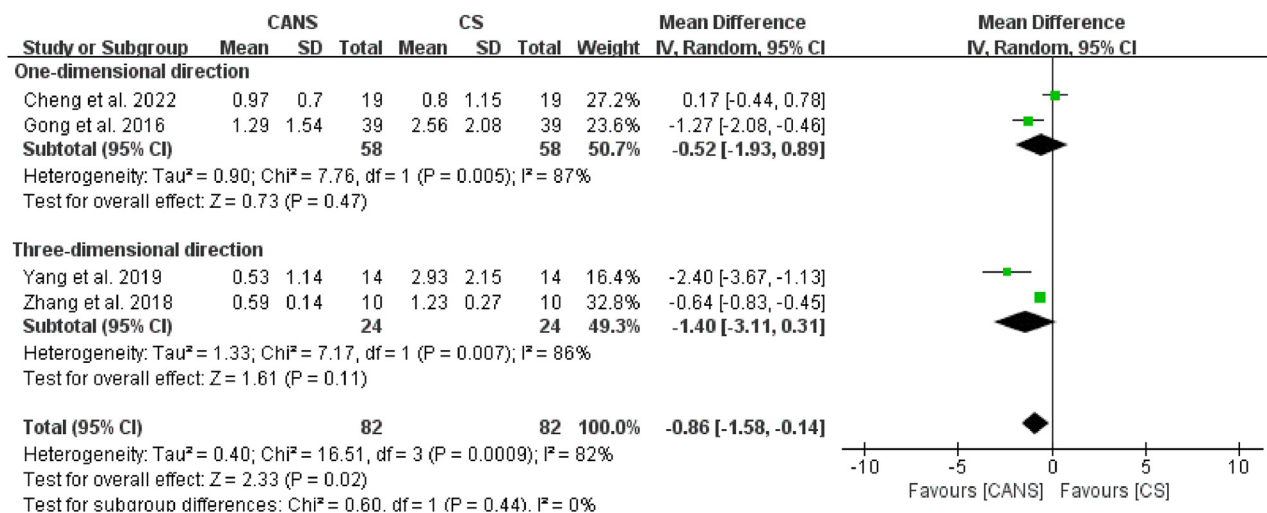 CANS CS Mean Difference Mean Difference
Study or Subgroup Mean SD Total Mean SD Total Weight IV, Random, 95% CI IV, Random, 95% CI
One-dimensional direction
Cheng et al. 2022 0.97 0.7 19 0.8 1.15 19 27.2% 0.17 [-0.44, 0.78]
Gong et al. 2016 1.29 1.54 39 2.56 2.08 39 23.6% -1.27 [-2.08, -0.46]
Subtotal (95% CI) 58 58 50.7% -0.52 [-1.93, 0.89]
Heterogeneity: Tau² = 0.90; Chi² = 7.76, df = 1 (P = 0.005); I² = 87%
Test for overall effect: Z = 0.73 (P = 0.47)
Three-dimensional direction
Yang et al. 2019 0.53 1.14 14 2.93 2.15 14 16.4% -2.40 [-3.67, -1.13]
Zhang et al. 2018 0.59 0.14 10 1.23 0.27 10 32.8% -0.64 [-0.83, -0.45]
Subtotal (95% CI) 24 24 49.3% -1.40 [-3.11, 0.31]
Heterogeneity: Tau² = 1.33; Chi² = 7.17, df = 1 (P = 0.007); I² = 86%
Test for overall effect: Z = 1.61 (P = 0.11)
Total (95% CI) 82 82 100.0% -0.86 [-1.58, -0.14]
Heterogeneity: Tau² = 0.40; Chi² = 16.51, df = 3 (P = 0.0009); I² = 82%
Test for overall effect: Z = 2.33 (P = 0.02)
Test for subgroup differences: Chi² = 0.60, df = 1 (P = 0.44), I² = 0%
-10 -5 0 5 10
Favours [CANS] Favours [CS]